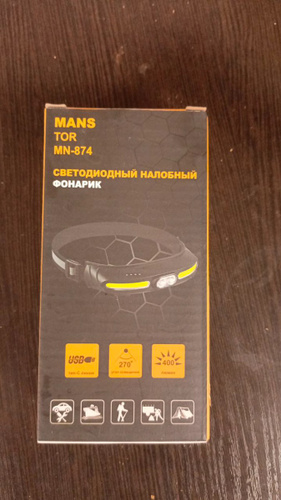 MANS
TOR
MN-874
СВЕТОДИОДНЫЙ НАЛОБНЫЙ
ФОНАРИК
USB
270°
400